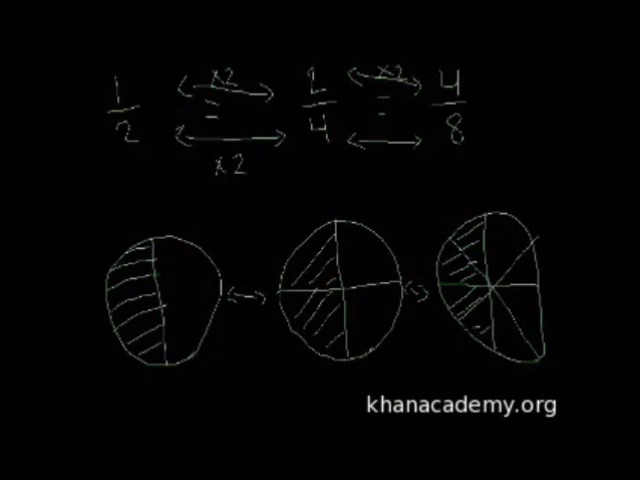 1/2 ×2 = 2/4 ×2 = 4/8
×2
khanacademy.org